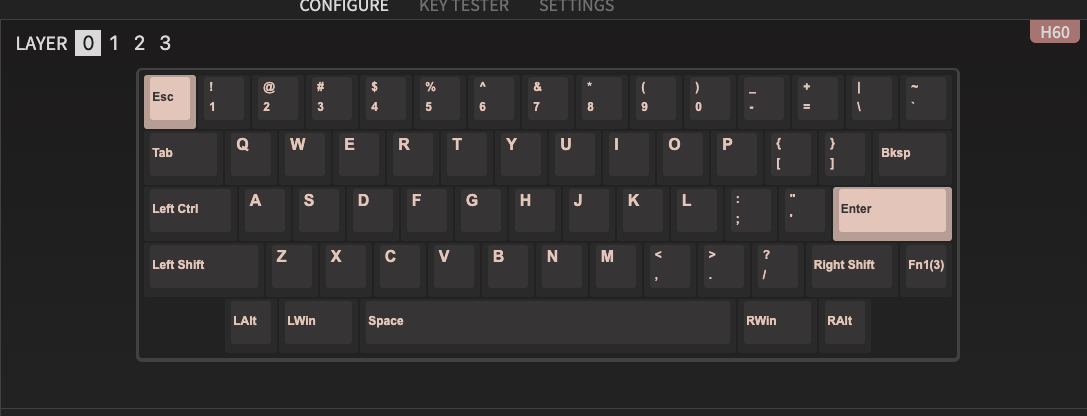 CONFIGURE KEY TESTER SETTINGS
LAYER 0 1 2 3
H60
Esc ! @ # $ % ^ & * ( ) _ + | ~
1 2 3 4 5 6 7 8 9 0 - = \ `
Tab Q W E R T Y U I O P { } Bksp
[ ]
Left Ctrl A S D F G H J K L : " Enter
; '
Left Shift Z X C V B N M < > ? Right Shift Fn1(3)
, . /
LAlt LWin Space RWin RAlt